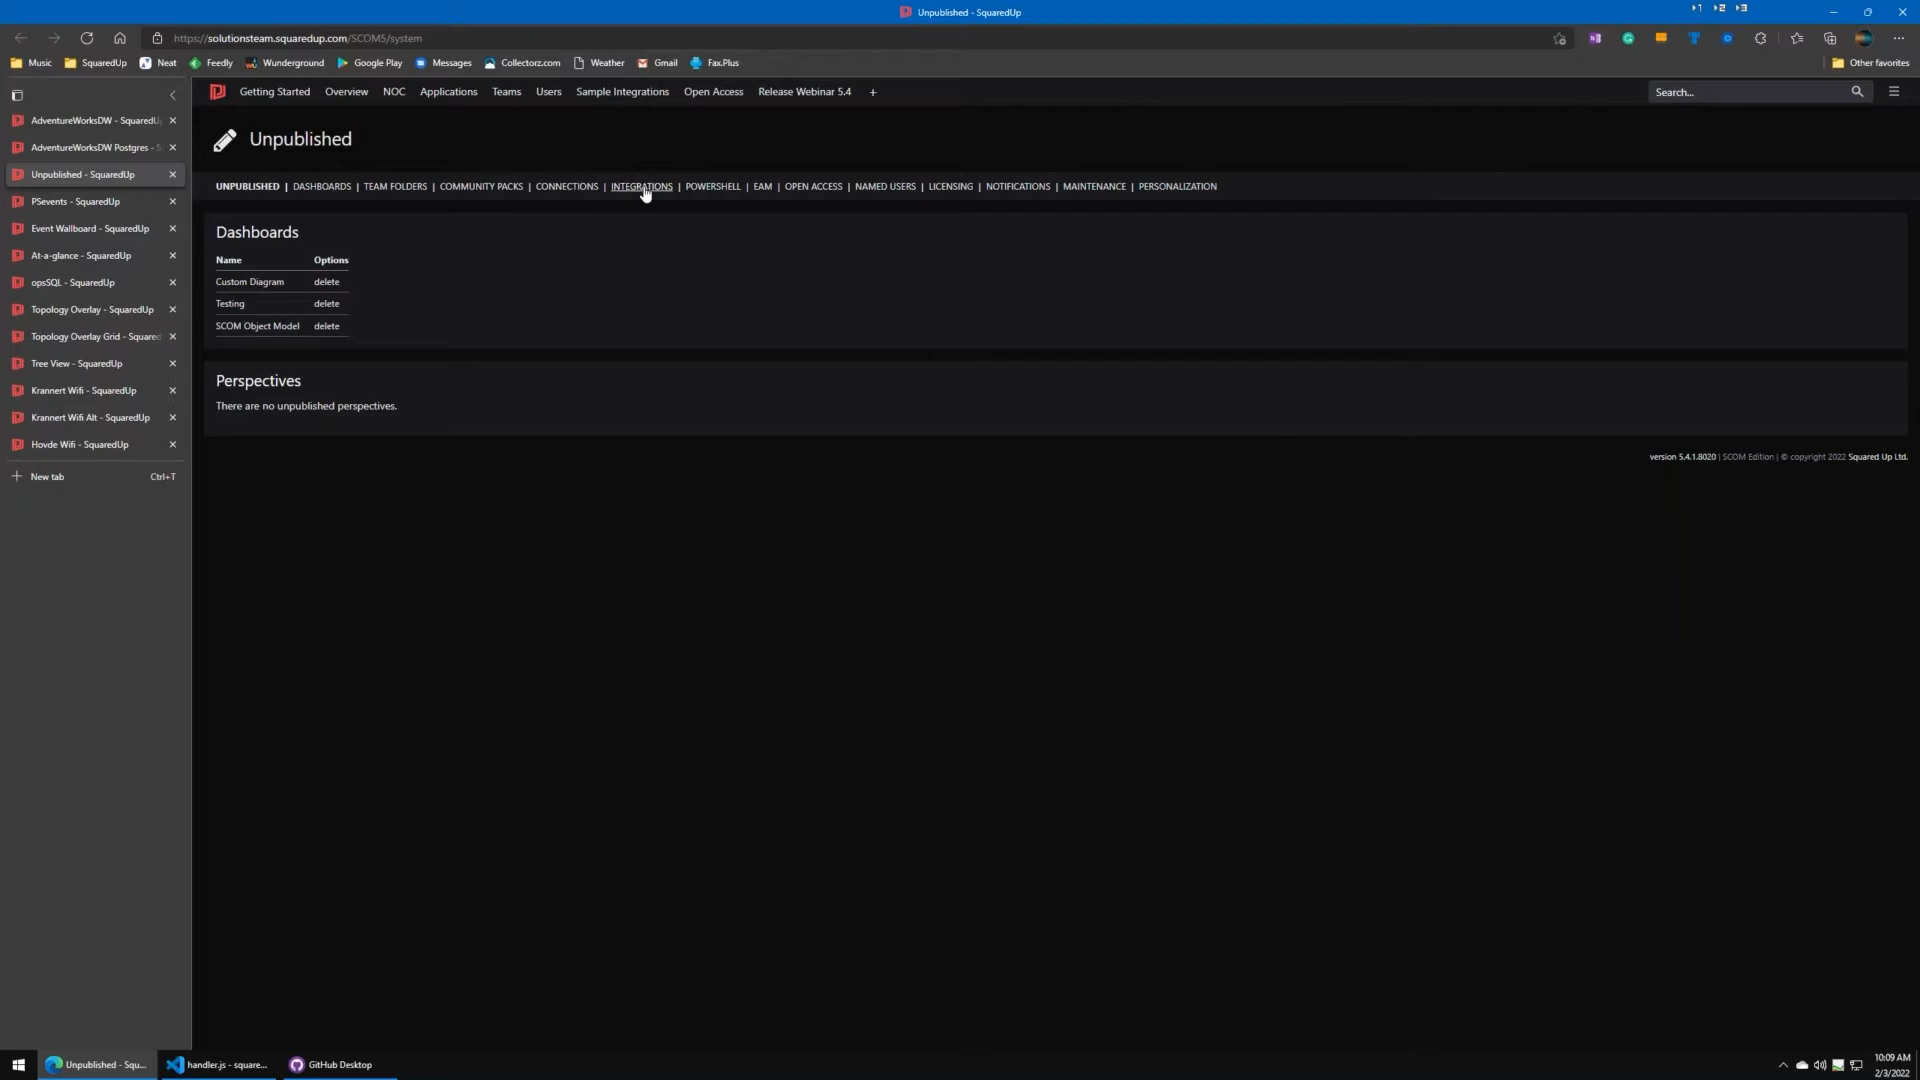 Unpublished - SquaredUp
1 2 3
https://solutionsteam.squaredup.com/SCOM5/system
Music SquaredUp Neat Feedly Wunderground Google Play Messages Collectorz.com Weather Gmail Fax.Plus Other favorites
Getting Started Overview NOC Applications Teams Users Sample Integrations Open Access Release Webinar 5.4 + Search...
AdventureWorksDW - SquaredU
AdventureWorksDW Postgres - S
Unpublished - SquaredUp
PSevents - SquaredUp
Event Wallboard - SquaredUp
At-a-glance - SquaredUp
opsSQL - SquaredUp
Topology Overlay - SquaredUp
Topology Overlay Grid - Squared
Tree View - SquaredUp
Krannert Wifi - SquaredUp
Krannert Wifi Alt - SquaredUp
Hovde Wifi - SquaredUp
New tab Ctrl+T
Unpublished
UNPUBLISHED | DASHBOARDS | TEAM FOLDERS | COMMUNITY PACKS | CONNECTIONS | INTEGRATIONS | POWERSHELL | EAM | OPEN ACCESS | NAMED USERS | LICENSING | NOTIFICATIONS | MAINTENANCE | PERSONALIZATION
Dashboards
Name Options
Custom Diagram delete
Testing delete
SCOM Object Model delete
Perspectives
There are no unpublished perspectives.
version 5.4.1.8020 | SCOM Edition | © copyright 2022 Squared Up Ltd.
Unpublished - Squ... handler.js - square... GitHub Desktop
10:09 AM
2/3/2022